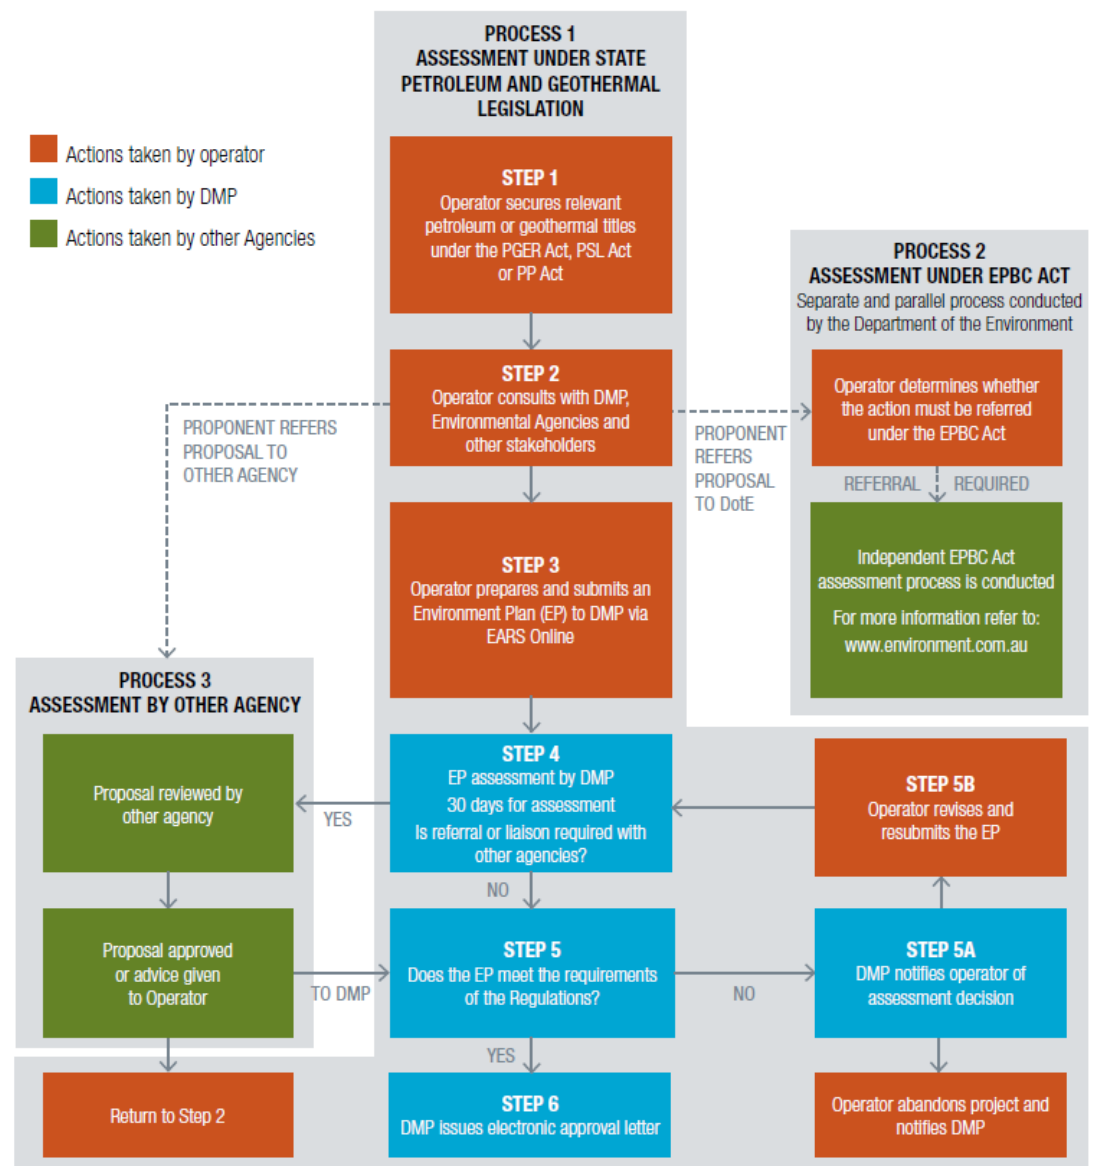 PROCESS 1
ASSESSMENT UNDER STATE
PETROLEUM AND GEOTHERMAL
LEGISLATION
Actions taken by operator
Actions taken by DMP
Actions taken by other Agencies
STEP 1
Operator secures relevant
petroleum or geothermal titles
under the PGER Act, PSL Act
or PP Act
PROCESS 2
ASSESSMENT UNDER EPBC ACT
Separate and parallel process conducted
by the Department of the Environment
STEP 2
Operator consults with DMP,
Environmental Agencies and
other stakeholders
PROPONENT REFERS
PROPOSAL TO
OTHER AGENCY
PROPONENT
REFERS
PROPOSAL
TO DotE
Operator determines whether
the action must be referred
under the EPBC Act
REFERRAL REQUIRED
Independent EPBC Act
assessment process is conducted
For more information refer to:
www.environment.com.au
STEP 3
Operator prepares and submits an
Environment Plan (EP) to DMP via
EARS Online
PROCESS 3
ASSESSMENT BY OTHER AGENCY
Proposal reviewed by
other agency
YES
STEP 4
EP assessment by DMP
30 days for assessment
Is referral or liaison required with
other agencies?
STEP 5B
Operator revises and
resubmits the EP
NO
Proposal approved
or advice given
to Operator
TO DMP
STEP 5
Does the EP meet the requirements
of the Regulations?
NO
STEP 5A
DMP notifies operator of
assessment decision
YES
Return to Step 2
STEP 6
DMP issues electronic approval letter
Operator abandons project and
notifies DMP